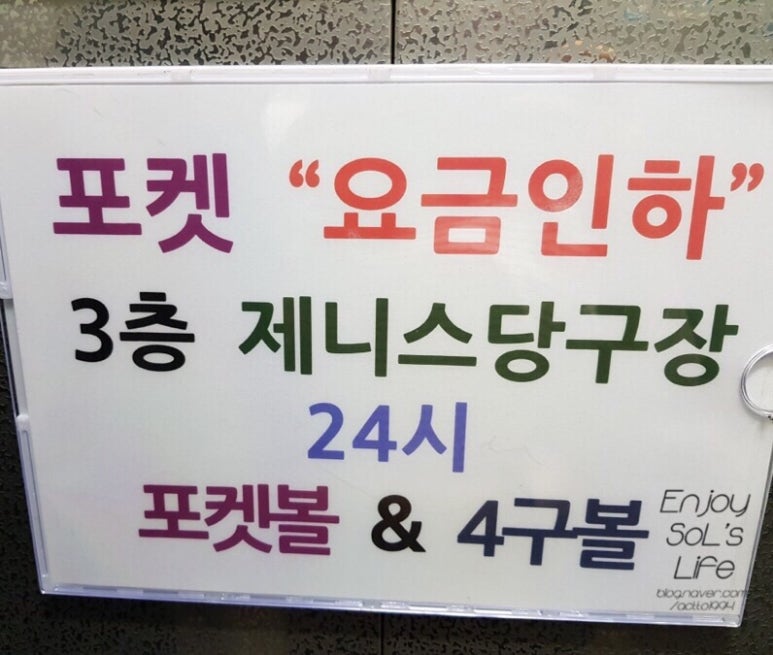 포켓 “요금인하”
3층 제니스당구장
24시
포켓볼 & 4구볼
Enjoy
SoL's
Life
blog.naver.com
/actto1994